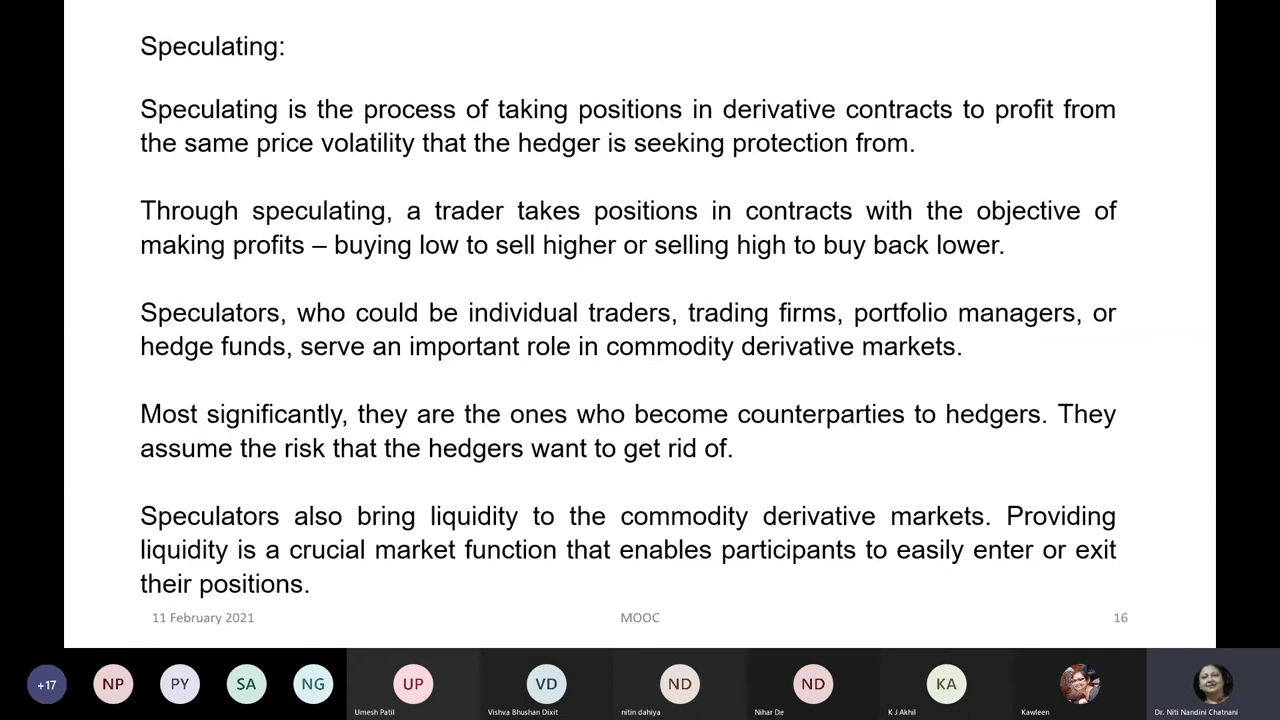 Speculating:
Speculating is the process of taking positions in derivative contracts to profit from
the same price volatility that the hedger is seeking protection from.
Through speculating, a trader takes positions in contracts with the objective of
making profits – buying low to sell higher or selling high to buy back lower.
Speculators, who could be individual traders, trading firms, portfolio managers, or
hedge funds, serve an important role in commodity derivative markets.
Most significantly, they are the ones who become counterparties to hedgers. They
assume the risk that the hedgers want to get rid of.
Speculators also bring liquidity to the commodity derivative markets. Providing
liquidity is a crucial market function that enables participants to easily enter or exit
their positions.
11 February 2021 MOOC 16
+17 NP PY SA NG UP VD ND ND KA
Umesh Patil Vishva Bhushan Dixit nitin dahiya Nihar De K J Akhil Kawleen Dr. Niti Nandini Chatnani